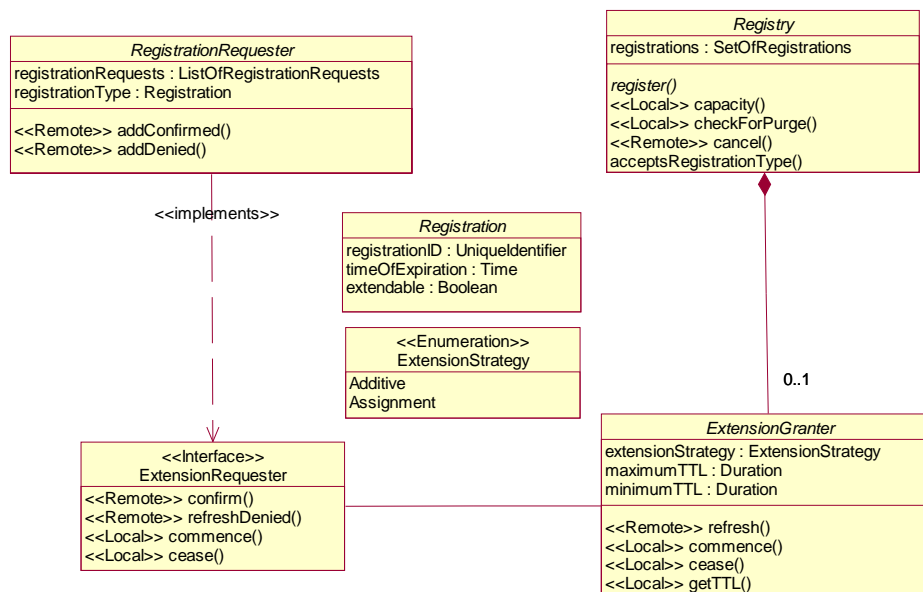 RegistrationRequester
registrationRequests : ListOfRegistrationRequests
registrationType : Registration
<<Remote>> addConfirmed()
<<Remote>> addDenied()
Registry
registrations : SetOfRegistrations
register()
<<Local>> capacity()
<<Local>> checkForPurge()
<<Remote>> cancel()
acceptsRegistrationType()
<<implements>>
Registration
registrationID : UniqueIdentifier
timeOfExpiration : Time
extendable : Boolean
<<Enumeration>>
ExtensionStrategy
Additive
Assignment
0..1
<<Interface>>
ExtensionRequester
<<Remote>> confirm()
<<Remote>> refreshDenied()
<<Local>> commence()
<<Local>> cease()
ExtensionGranter
extensionStrategy : ExtensionStrategy
maximumTTL : Duration
minimumTTL : Duration
<<Remote>> refresh()
<<Local>> commence()
<<Local>> cease()
<<Local>> getTTL()